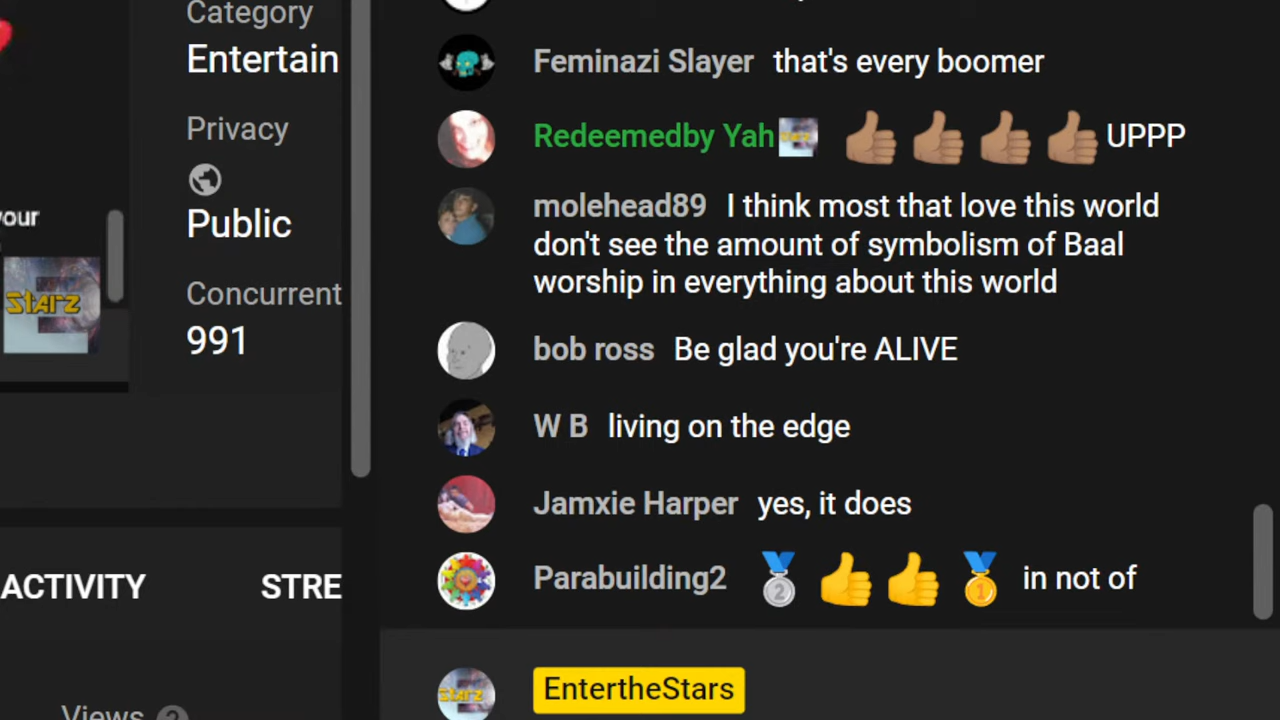 Category
Entertain
Privacy
Public
Concurrent
991
your
STARZ
ACTIVITY STRE
Views ?
Feminazi Slayer that's every boomer
Redeemedby Yah 👍🏽 👍🏽 👍🏽 👍🏽 UPPP
molehead89 I think most that love this world
don't see the amount of symbolism of Baal
worship in everything about this world
bob ross Be glad you're ALIVE
W B living on the edge
Jamxie Harper yes, it does
Parabuilding2 🥈 👍 👍 🥇 in not of
STARZ EntertheStars